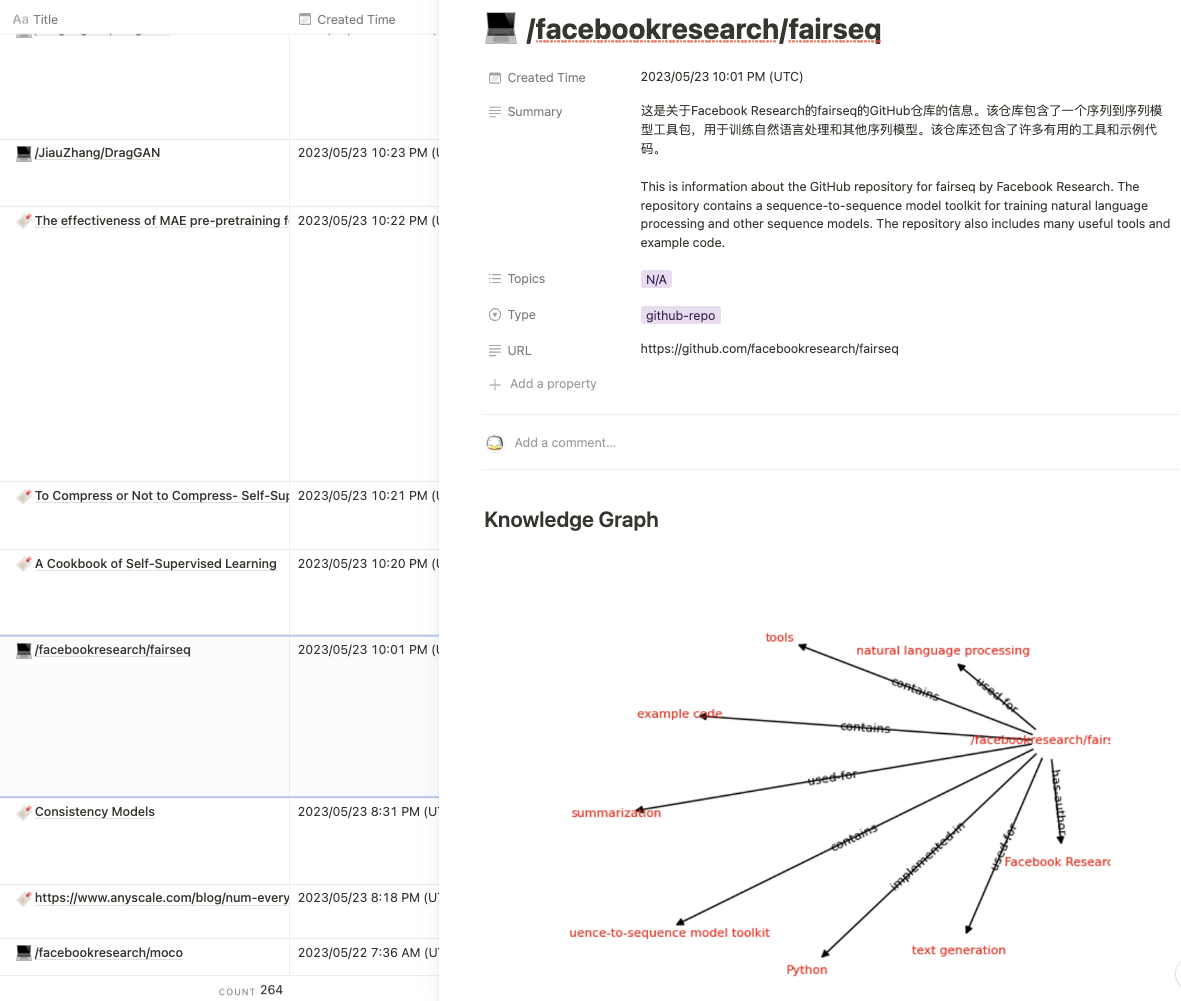 Aa Title
Created Time
/JiauZhang/DragGAN
2023/05/23 10:23 PM (U
The effectiveness of MAE pre-pretraining f
2023/05/23 10:22 PM (U
To Compress or Not to Compress- Self-Sup
2023/05/23 10:21 PM (U
A Cookbook of Self-Supervised Learning
2023/05/23 10:20 PM (U
/facebookresearch/fairseq
2023/05/23 10:01 PM (U
Consistency Models
2023/05/23 8:31 PM (UT
https://www.anyscale.com/blog/num-every
2023/05/23 8:18 PM (UT
/facebookresearch/moco
2023/05/22 7:36 AM (UT
COUNT 264
/facebookresearch/fairseq
Created Time
2023/05/23 10:01 PM (UTC)
Summary
这是关于Facebook Research的fairseq的GitHub仓库的信息。该仓库包含了一个序列到序列模
型工具包，用于训练自然语言处理和其他序列模型。该仓库还包含了许多有用的工具和示例代
码。
This is information about the GitHub repository for fairseq by Facebook Research. The
repository contains a sequence-to-sequence model toolkit for training natural language
processing and other sequence models. The repository also includes many useful tools and
example code.
Topics
N/A
Type
github-repo
URL
https://github.com/facebookresearch/fairseq
Add a property
Add a comment...
Knowledge Graph
tools
natural language processing
contains
used for
example code
contains
/facebookresearch/fairs
used for
summarization
has author
contains
implemented in
used for
Facebook Researc
uence-to-sequence model toolkit
text generation
Python